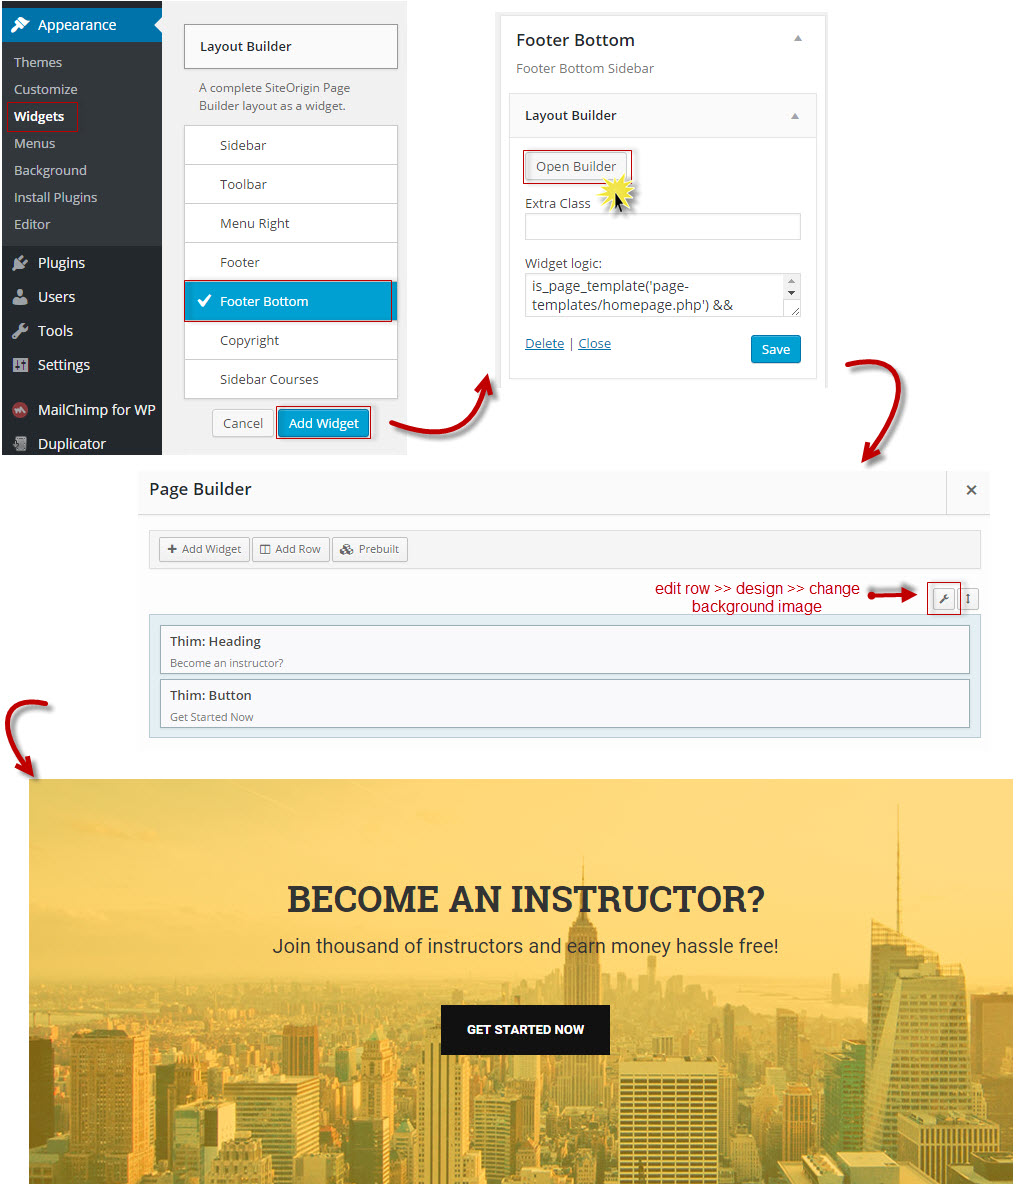 Appearance
Themes
Customize
Widgets
Menus
Background
Install Plugins
Editor
Plugins
Users
Tools
Settings
MailChimp for WP
Duplicator
Layout Builder
A complete SiteOrigin Page
Builder layout as a widget.
Sidebar
Toolbar
Menu Right
Footer
Footer Bottom
Copyright
Sidebar Courses
Cancel
Add Widget
Footer Bottom
Footer Bottom Sidebar
Layout Builder
Open Builder
Extra Class
Widget logic:
is_page_template('page-
templates/homepage.php') &&
Delete | Close
Save
Page Builder
Add Widget
Add Row
Prebuilt
edit row >> design >> change
background image
Thim: Heading
Become an instructor?
Thim: Button
Get Started Now
BECOME AN INSTRUCTOR?
Join thousand of instructors and earn money hassle free!
GET STARTED NOW